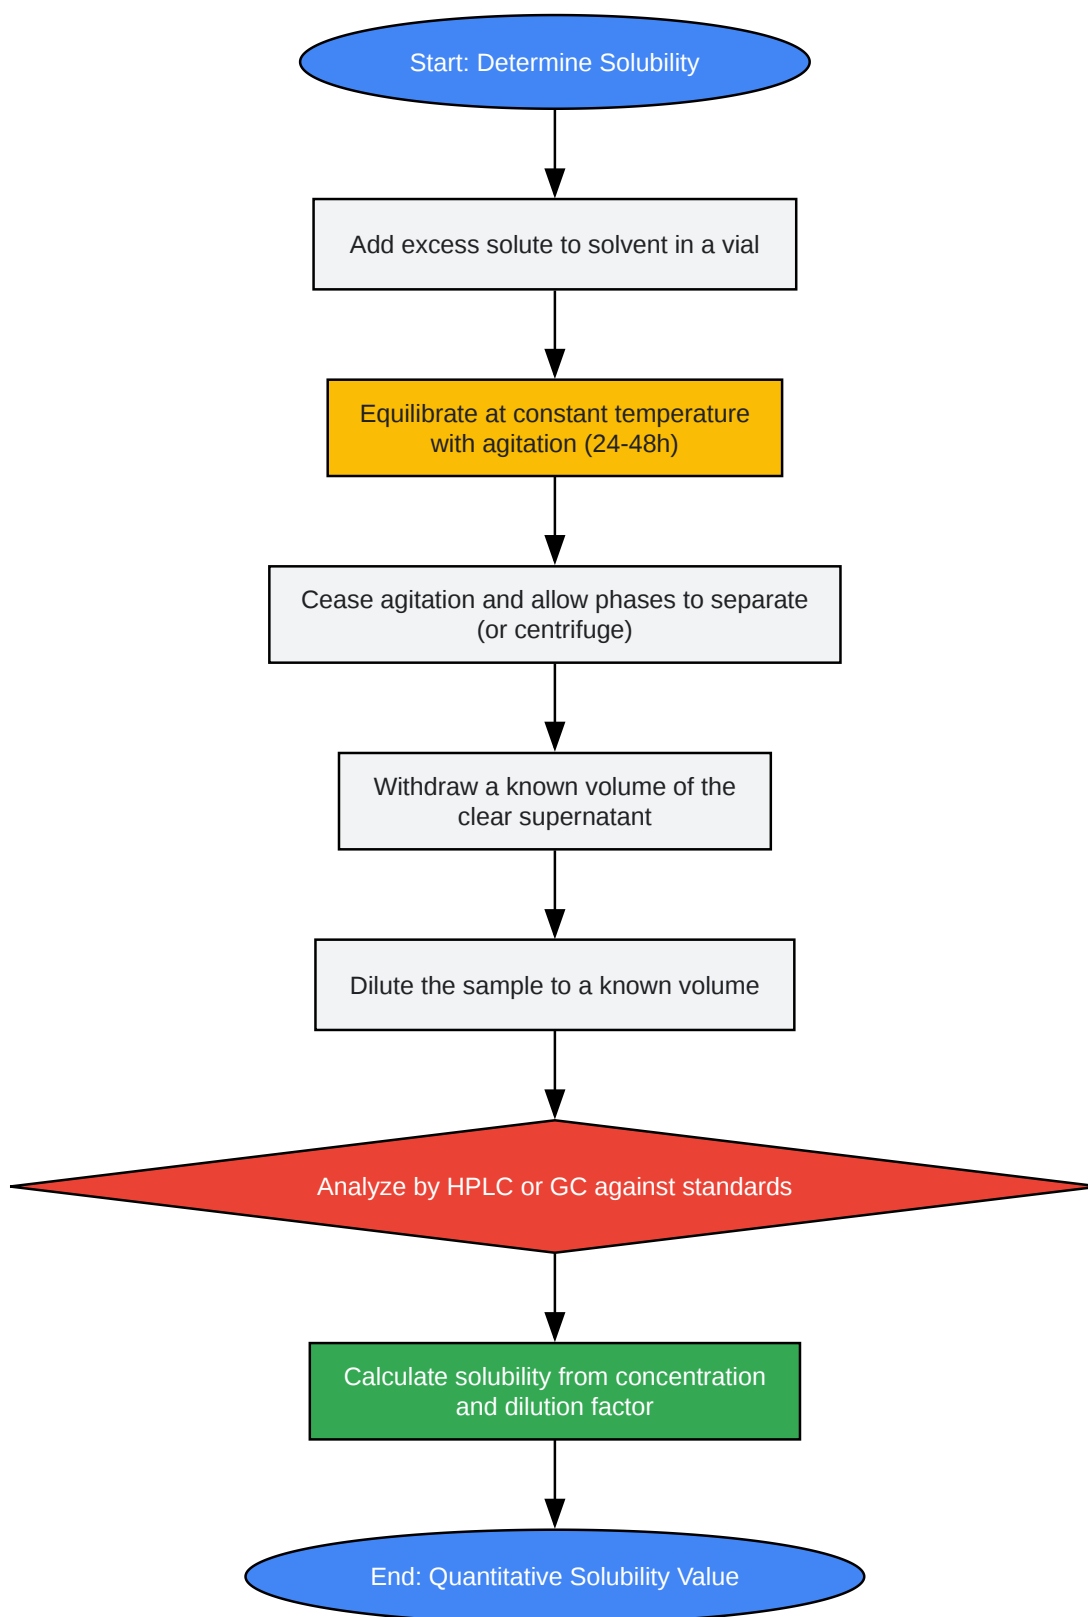 Start: Determine Solubility
Add excess solute to solvent in a vial
Equilibrate at constant temperature
with agitation (24-48h)
Cease agitation and allow phases to separate
(or centrifuge)
Withdraw a known volume of the
clear supernatant
Dilute the sample to a known volume
Analyze by HPLC or GC against standards
Calculate solubility from concentration
and dilution factor
End: Quantitative Solubility Value